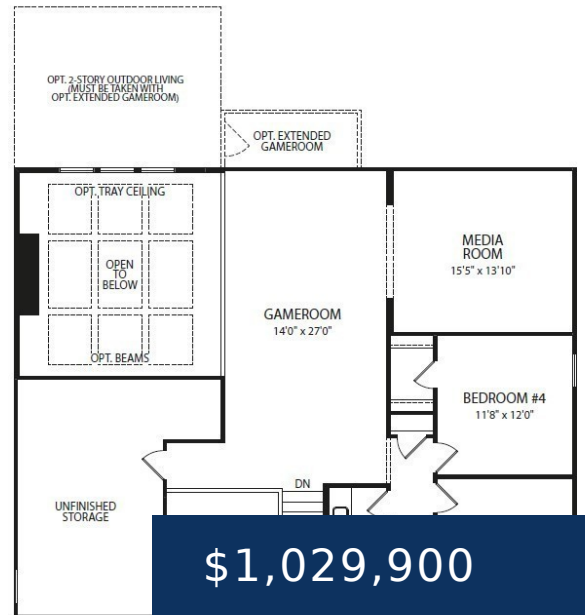 OPT. 2-STORY OUTDOOR LIVING
(MUST BE TAKEN WITH
OPT. EXTENDED GAMEROOM)
OPT. EXTENDED
GAMEROOM
OPT. TRAY CEILING
OPEN
TO
BELOW
OPT. BEAMS
MEDIA
ROOM
15'5" x 13'10"
GAMEROOM
14'0" x 27'0"
BEDROOM #4
11'8" x 12'0"
DN
UNFINISHED
STORAGE
$1,029,900